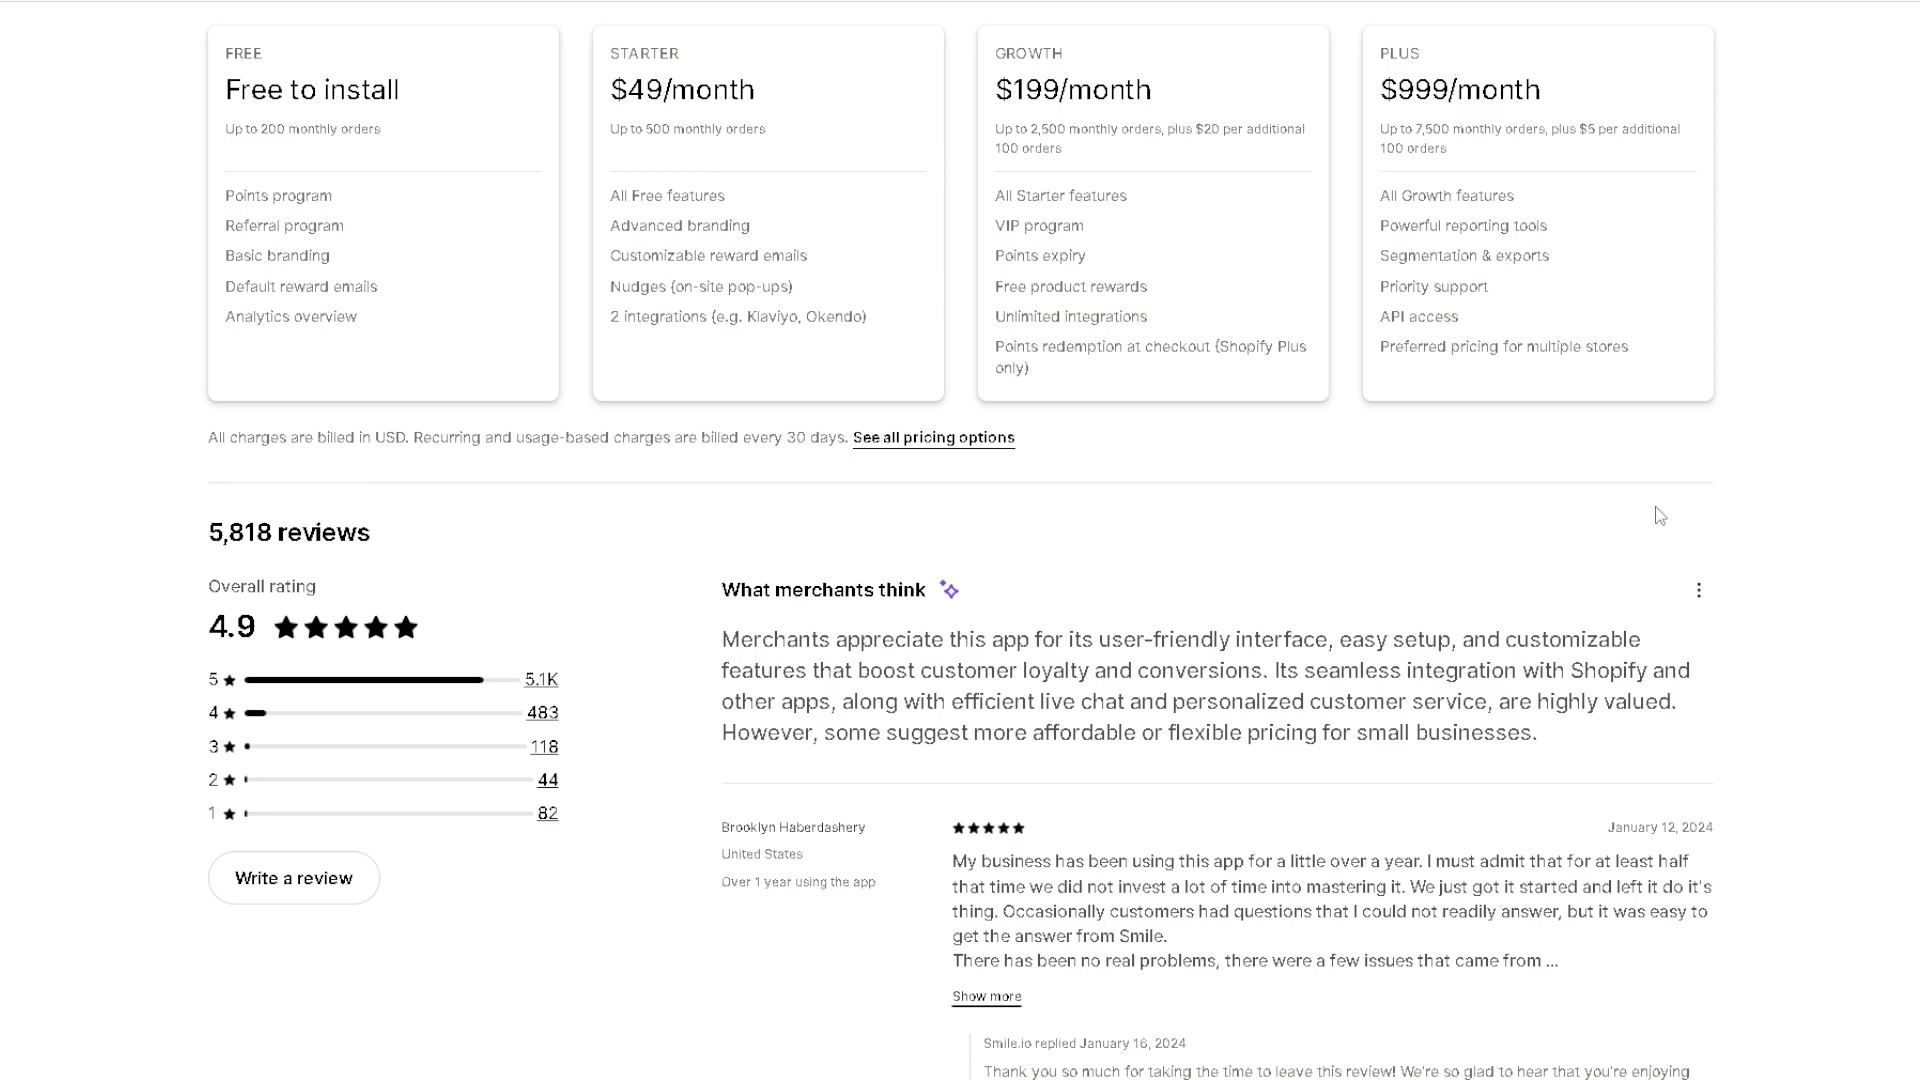 FREE
Free to install
Up to 200 monthly orders
Points program
Referral program
Basic branding
Default reward emails
Analytics overview
STARTER
$49/month
Up to 500 monthly orders
All Free features
Advanced branding
Customizable reward emails
Nudges (on-site pop-ups)
2 integrations (e.g. Klaviyo, Okendo)
GROWTH
$199/month
Up to 2,500 monthly orders, plus $20 per additional
100 orders
All Starter features
VIP program
Points expiry
Free product rewards
Unlimited integrations
Points redemption at checkout (Shopify Plus
only)
PLUS
$999/month
Up to 7,500 monthly orders, plus $5 per additional
100 orders
All Growth features
Powerful reporting tools
Segmentation & exports
Priority support
API access
Preferred pricing for multiple stores
All charges are billed in USD. Recurring and usage-based charges are billed every 30 days. See all pricing options
5,818 reviews
Overall rating
4.9
5 5.1K
4 483
3 118
2 44
1 82
Write a review
What merchants think
Merchants appreciate this app for its user-friendly interface, easy setup, and customizable
features that boost customer loyalty and conversions. Its seamless integration with Shopify and
other apps, along with efficient live chat and personalized customer service, are highly valued.
However, some suggest more affordable or flexible pricing for small businesses.
Brooklyn Haberdashery
United States
Over 1 year using the app
January 12, 2024
My business has been using this app for a little over a year. I must admit that for at least half
that time we did not invest a lot of time into mastering it. We just got it started and left it do it's
thing. Occasionally customers had questions that I could not readily answer, but it was easy to
get the answer from Smile.
There has been no real problems, there were a few issues that came from ...
Show more
Smile.io replied January 16, 2024
Thank you so much for taking the time to leave this review! We're so glad to hear that you're enjoying